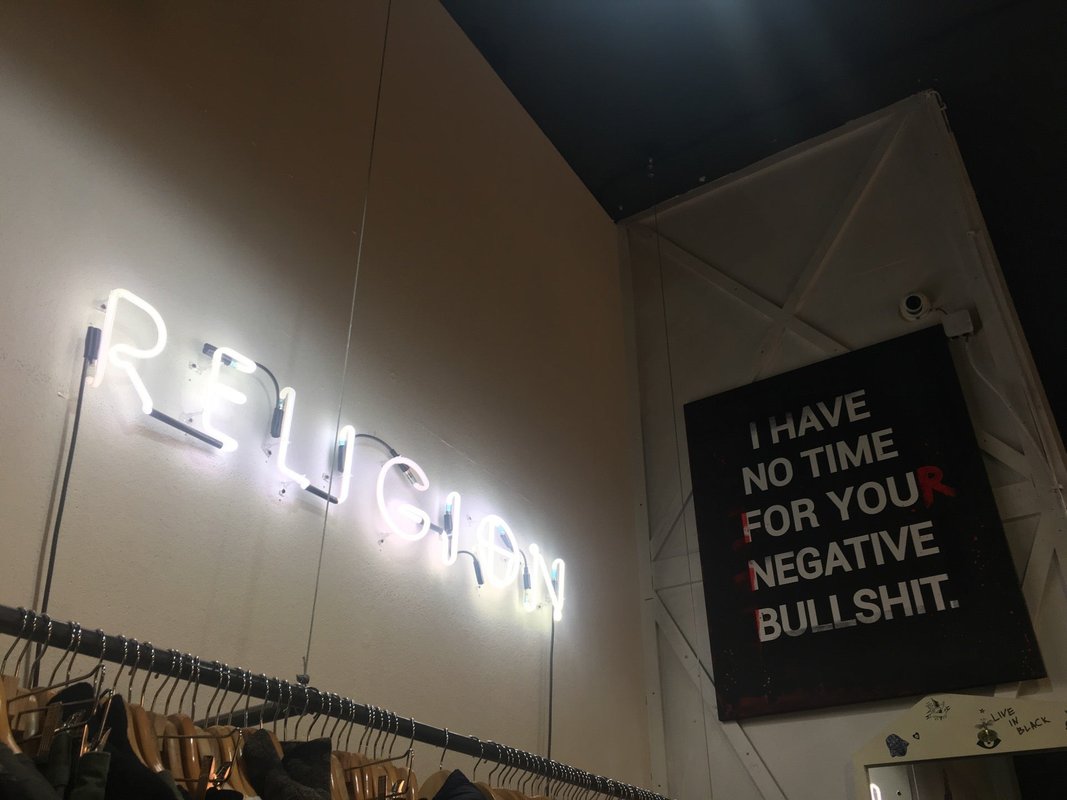 RELIGION
I HAVE
NO TIME
FOR YOUR
NEGATIVE
BULLSHIT.
LIVE
IN BLACK